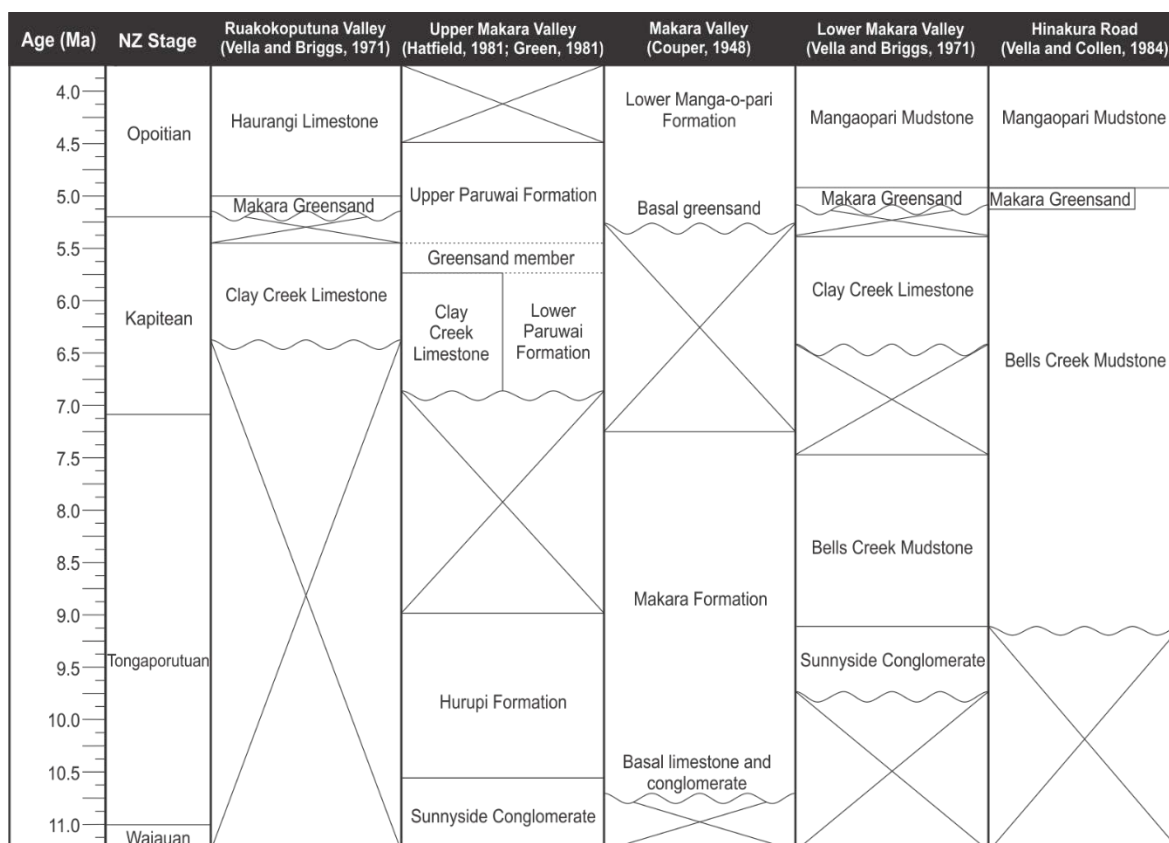 Age (Ma)
NZ Stage
Ruakokoputuna Valley
(Vella and Briggs, 1971)
Upper Makara Valley
(Hatfield, 1981; Green, 1981)
Makara Valley
(Couper, 1948)
Lower Makara Valley
(Vella and Briggs, 1971)
Hinakura Road
(Vella and Collen, 1984)
4.0
4.5
5.0
5.5
6.0
6.5
7.0
7.5
8.0
8.5
9.0
9.5
10.0
10.5
11.0
Opoitian
Kapitean
Tongaporutuan
Waiauan
Haurangi Limestone
Makara Greensand
Clay Creek Limestone
Upper Paruwai Formation
Greensand member
Clay
Creek
Limestone
Lower
Paruwai
Formation
Hurupi Formation
Sunnyside Conglomerate
Lower Manga-o-pari
Formation
Basal greensand
Makara Formation
Basal limestone and
conglomerate
Mangaopari Mudstone
Makara Greensand
Clay Creek Limestone
Bells Creek Mudstone
Sunnyside Conglomerate
Mangaopari Mudstone
Makara Greensand
Bells Creek Mudstone